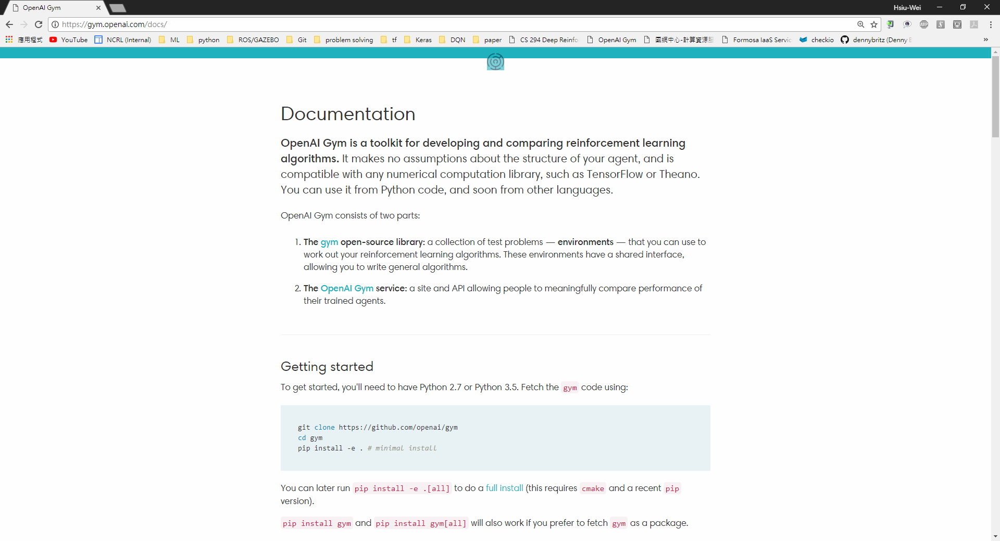 OpenAI Gym
Hsiu-Wei
https://gym.openai.com/docs/
應用程式 YouTube NCRL (Internal) ML python ROS/GAZEBO Git problem solving tf Keras DQN paper CS 294 Deep Reinfo OpenAI Gym 國網中心-計算資源服 Formosa IaaS Servic checkio dennybritz (Denny B »
Documentation
OpenAI Gym is a toolkit for developing and comparing reinforcement learning
algorithms. It makes no assumptions about the structure of your agent, and is
compatible with any numerical computation library, such as TensorFlow or Theano.
You can use it from Python code, and soon from other languages.
OpenAI Gym consists of two parts:
1. The gym open-source library: a collection of test problems — environments — that you can use to
work out your reinforcement learning algorithms. These environments have a shared interface,
allowing you to write general algorithms.
2. The OpenAI Gym service: a site and API allowing people to meaningfully compare performance of
their trained agents.
Getting started
To get started, you'll need to have Python 2.7 or Python 3.5. Fetch the gym code using:
git clone https://github.com/openai/gym
cd gym
pip install -e . # minimal install
You can later run pip install -e .[all] to do a full install (this requires cmake and a recent pip
version).
pip install gym and pip install gym[all] will also work if you prefer to fetch gym as a package.